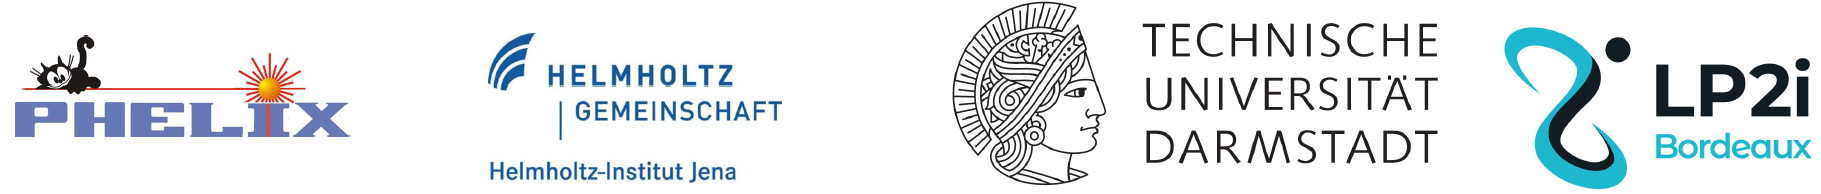 PHELIX
HELMHOLTZ
GEMEINSCHAFT
Helmholtz-Institut Jena
TECHNISCHE
UNIVERSITÄT
DARMSTADT
LP2i
Bordeaux